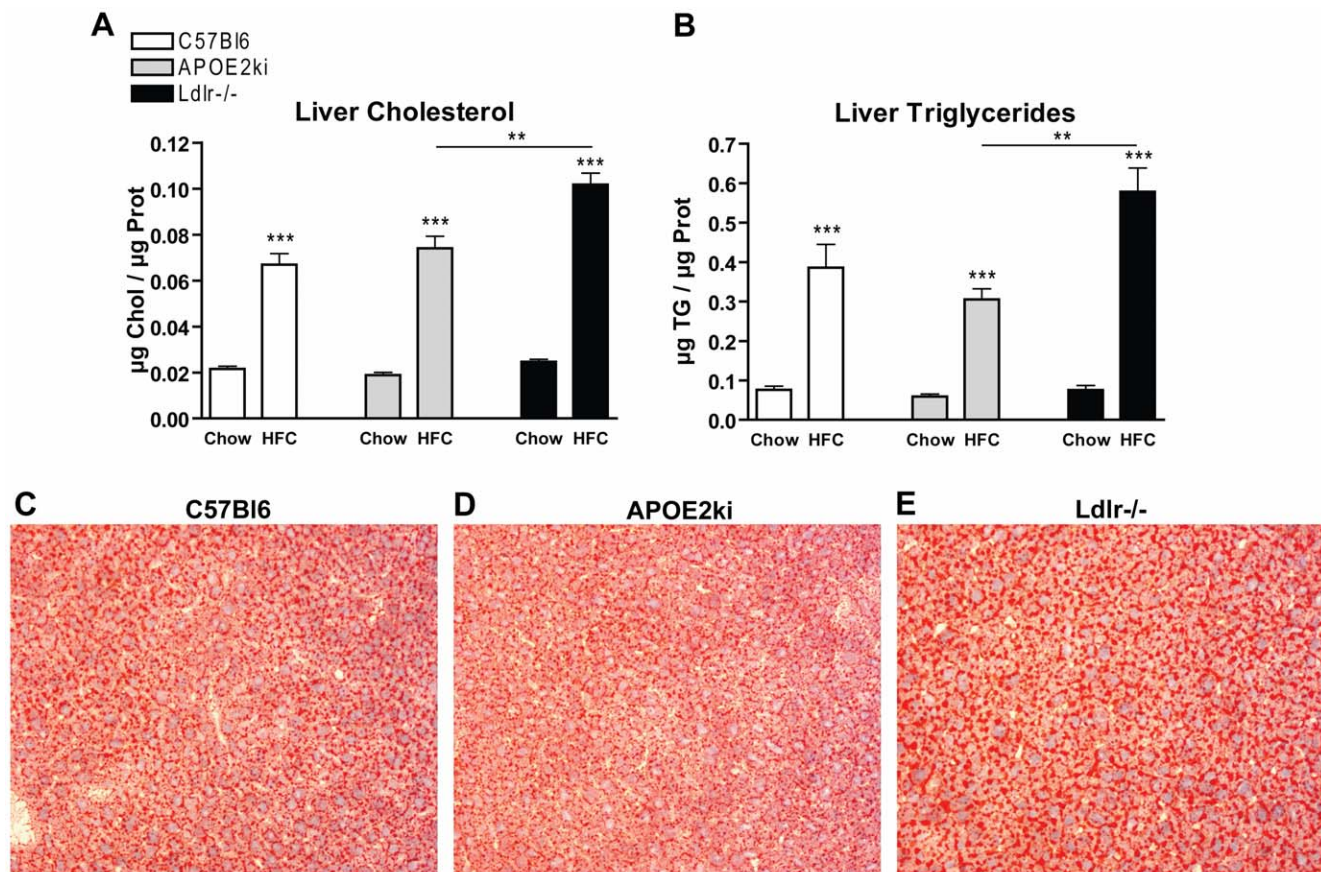 A
C57Bl6
APOE2ki
Ldlr-/-
Liver Cholesterol
µg Chol / µg Prot
0.12
0.10
0.08
0.06
0.04
0.02
0.00
***
***
**
***
Chow HFC Chow HFC Chow HFC
B
Liver Triglycerides
µg TG / µg Prot
0.7
0.6
0.5
0.4
0.3
0.2
0.1
0.0
***
***
**
***
Chow HFC Chow HFC Chow HFC
C C57Bl6
D APOE2ki
E Ldlr-/-